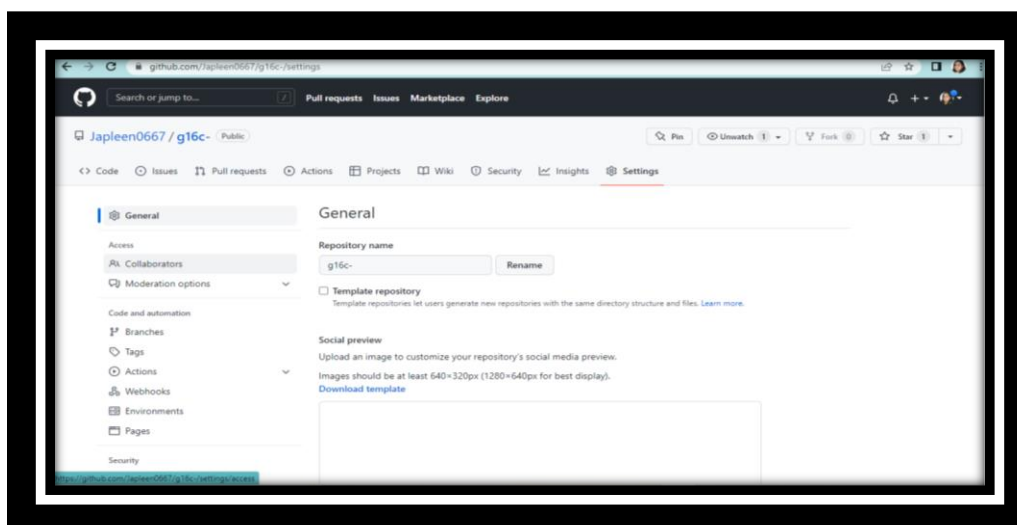 github.com/Japleen0667/g16c-/settings
Search or jump to... / Pull requests Issues Marketplace Explore
Japleen0667 / g16c- Public Pin Unwatch 1 Fork 0 Star 1
<> Code Issues Pull requests Actions Projects Wiki Security Insights Settings
General
Access
Collaborators
Moderation options
Code and automation
Branches
Tags
Actions
Webhooks
Environments
Pages
Security
General
Repository name
g16c- Rename
Template repository
Template repositories let users generate new repositories with the same directory structure and files. Learn more.
Social preview
Upload an image to customize your repository's social media preview.
Images should be at least 640×320px (1280×640px for best display).
Download template
https://github.com/Japleen0667/g16c-/settings/access